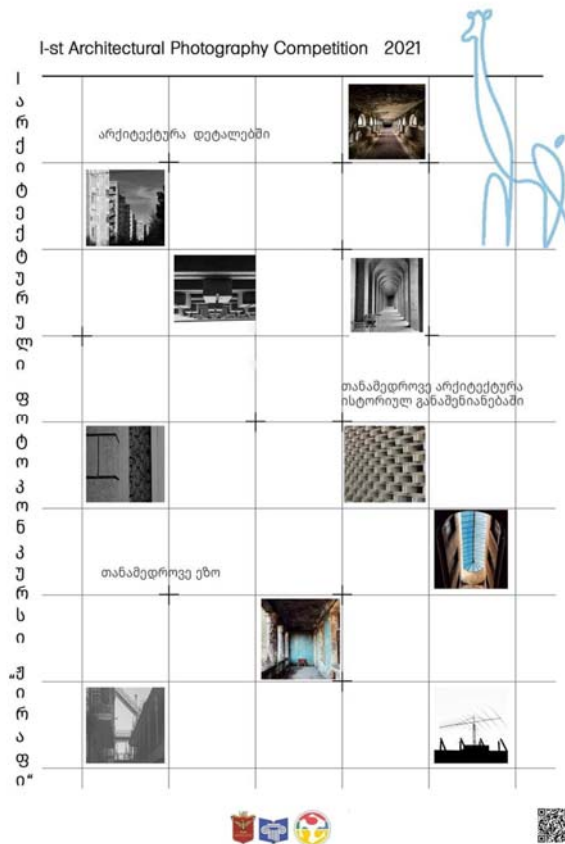 I-st Architectural Photography Competition 2021
I არქიტექტურული ფოტოკონკურსი „ჟირაფი“
არქიტექტურა დეტალებში
თანამედროვე არქიტექტურა
ისტორიულ განაშენიანებაში
თანამედროვე ეზო